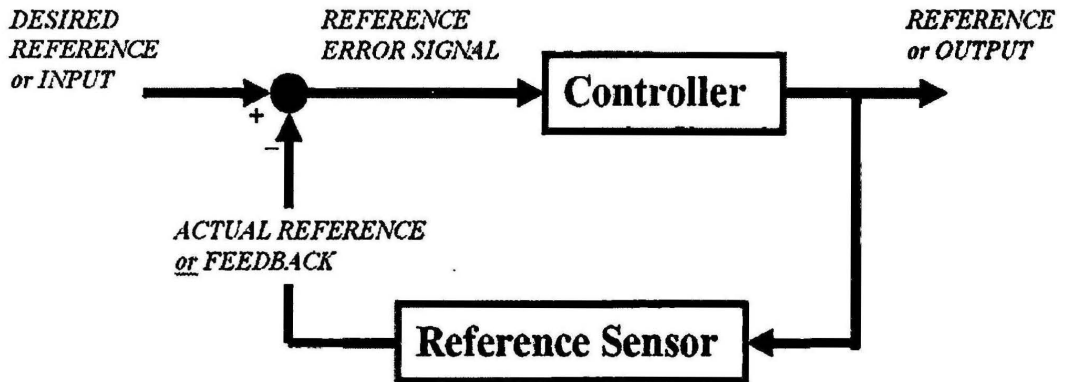 DESIRED
REFERENCE
or INPUT
REFERENCE
ERROR SIGNAL
REFERENCE
or OUTPUT
Controller
+
−
ACTUAL REFERENCE
or FEEDBACK
Reference Sensor